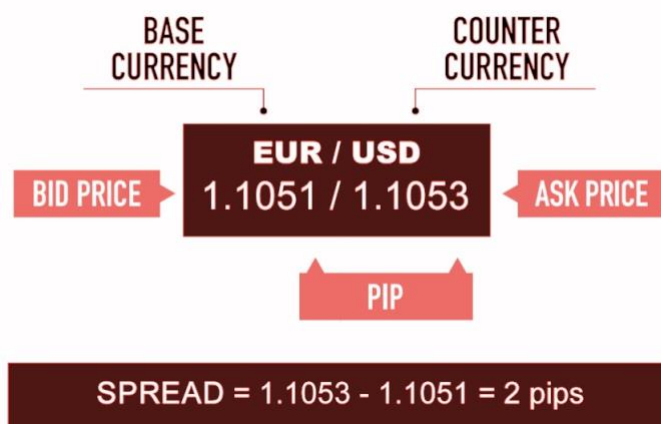 BASE
CURRENCY
COUNTER
CURRENCY
EUR / USD
BID PRICE
1.1051 / 1.1053
ASK PRICE
PIP
SPREAD = 1.1053 - 1.1051 = 2 pips